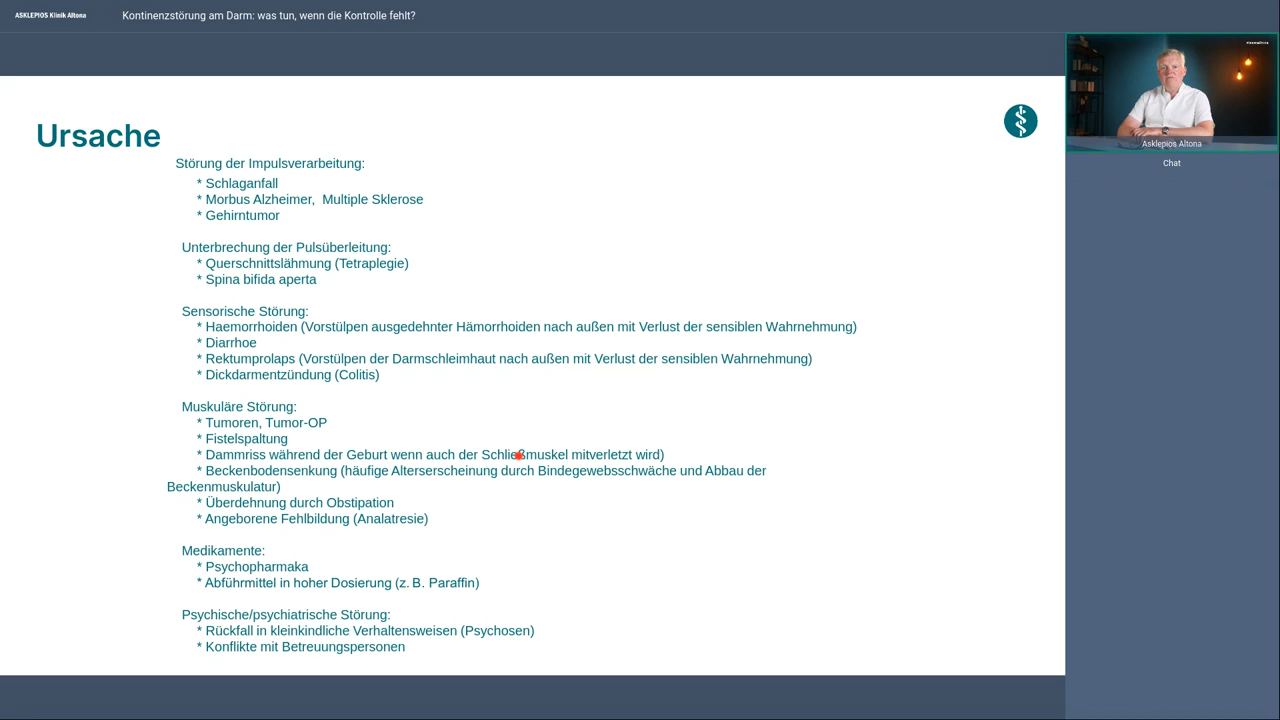 ASKLEPIOS Klinik Altona
Kontinenzstörung am Darm: was tun, wenn die Kontrolle fehlt?
Ursache
Störung der Impulsverarbeitung:
* Schlaganfall
* Morbus Alzheimer, Multiple Sklerose
* Gehirntumor
Unterbrechung der Pulsüberleitung:
* Querschnittslähmung (Tetraplegie)
* Spina bifida aperta
Sensorische Störung:
* Haemorrhoiden (Vorstülpen ausgedehnter Hämorrhoiden nach außen mit Verlust der sensiblen Wahrnehmung)
* Diarrhoe
* Rektumprolaps (Vorstülpen der Darmschleimhaut nach außen mit Verlust der sensiblen Wahrnehmung)
* Dickdarmentzündung (Colitis)
Muskuläre Störung:
* Tumoren, Tumor-OP
* Fistelspaltung
* Dammriss während der Geburt wenn auch der Schließmuskel mitverletzt wird)
* Beckenbodensenkung (häufige Alterserscheinung durch Bindegewebsschwäche und Abbau der
Beckenmuskulatur)
* Überdehnung durch Obstipation
* Angeborene Fehlbildung (Analatresie)
Medikamente:
* Psychopharmaka
* Abführmittel in hoher Dosierung (z. B. Paraffin)
Psychische/psychiatrische Störung:
* Rückfall in kleinkindliche Verhaltensweisen (Psychosen)
* Konflikte mit Betreuungspersonen
Asklepios Altona
Chat